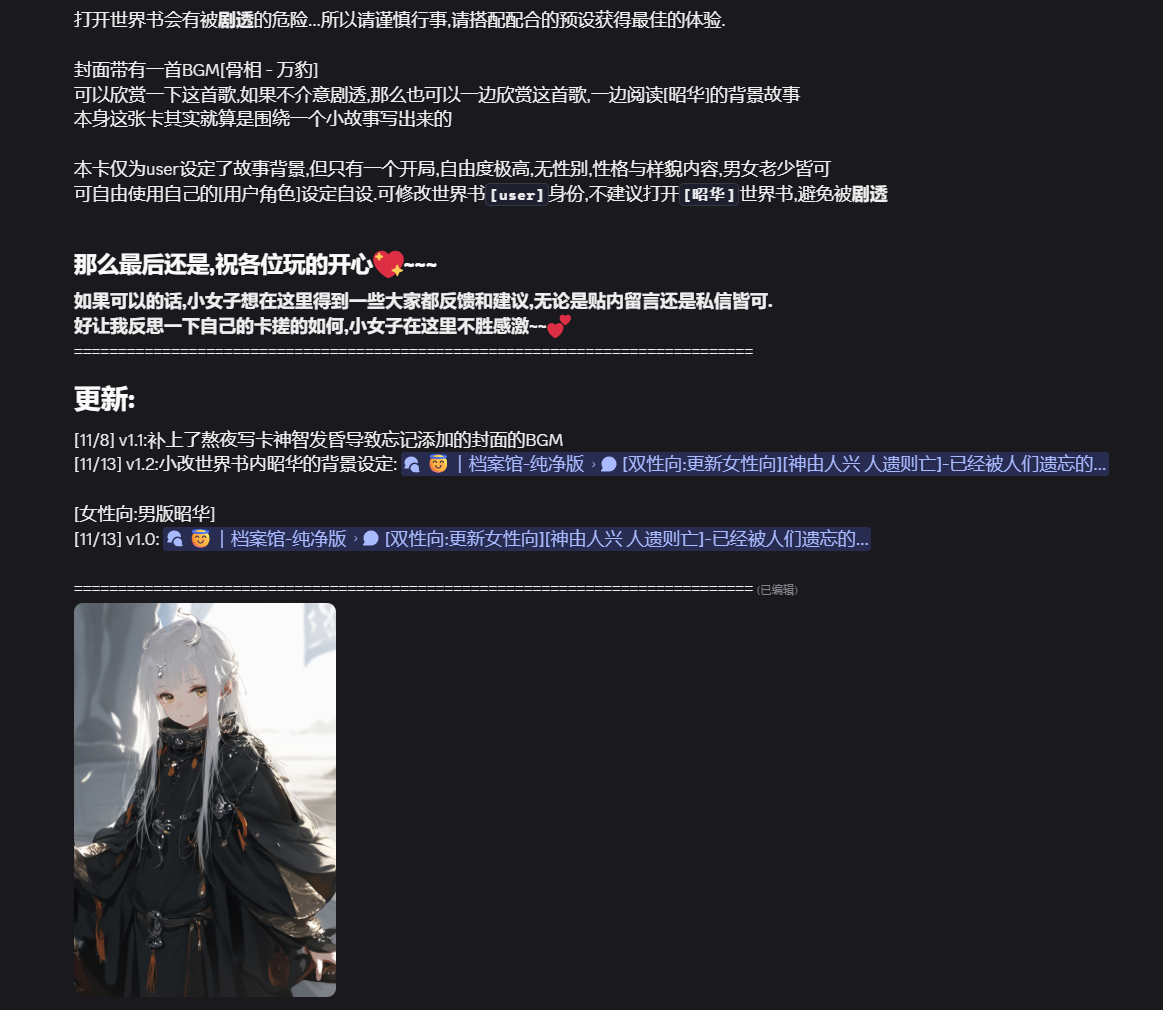 打开世界书会有被剧透的危险...所以请谨慎行事,请搭配配合的预设获得最佳的体验.
封面带有一首BGM[骨相 - 万豹]
可以欣赏一下这首歌,如果不介意剧透,那么也可以一边欣赏这首歌,一边阅读[昭华]的背景故事
本身这张卡其实就算是围绕一个小故事写出来的
本卡仅为user设定了故事背景,但只有一个开局,自由度极高,无性别,性格与样貌内容,男女老少皆可
可自由使用自己的[用户角色]设定自设.可修改世界书[user]身份,不建议打开[昭华]世界书,避免被剧透
那么最后还是,祝各位玩的开心💖~~~
如果可以的话,小女子想在这里得到一些大家都反馈和建议,无论是贴内留言还是私信皆可.
好让我反思一下自己的卡搓的如何,小女子在这里不胜感激~~💕
=============================================================================
更新:
[11/8] v1.1:补上了熬夜写卡神智发昏导致忘记添加的封面的BGM
[11/13] v1.2:小改世界书内昭华的背景设定: 😇 | 档案馆-纯净版 › [双性向:更新女性向][神由人兴 人遗则亡]-已经被人们遗忘的...
[女性向:男版昭华]
[11/13] v1.0: 😇 | 档案馆-纯净版 › [双性向:更新女性向][神由人兴 人遗则亡]-已经被人们遗忘的...
============================================================================= (已编辑)